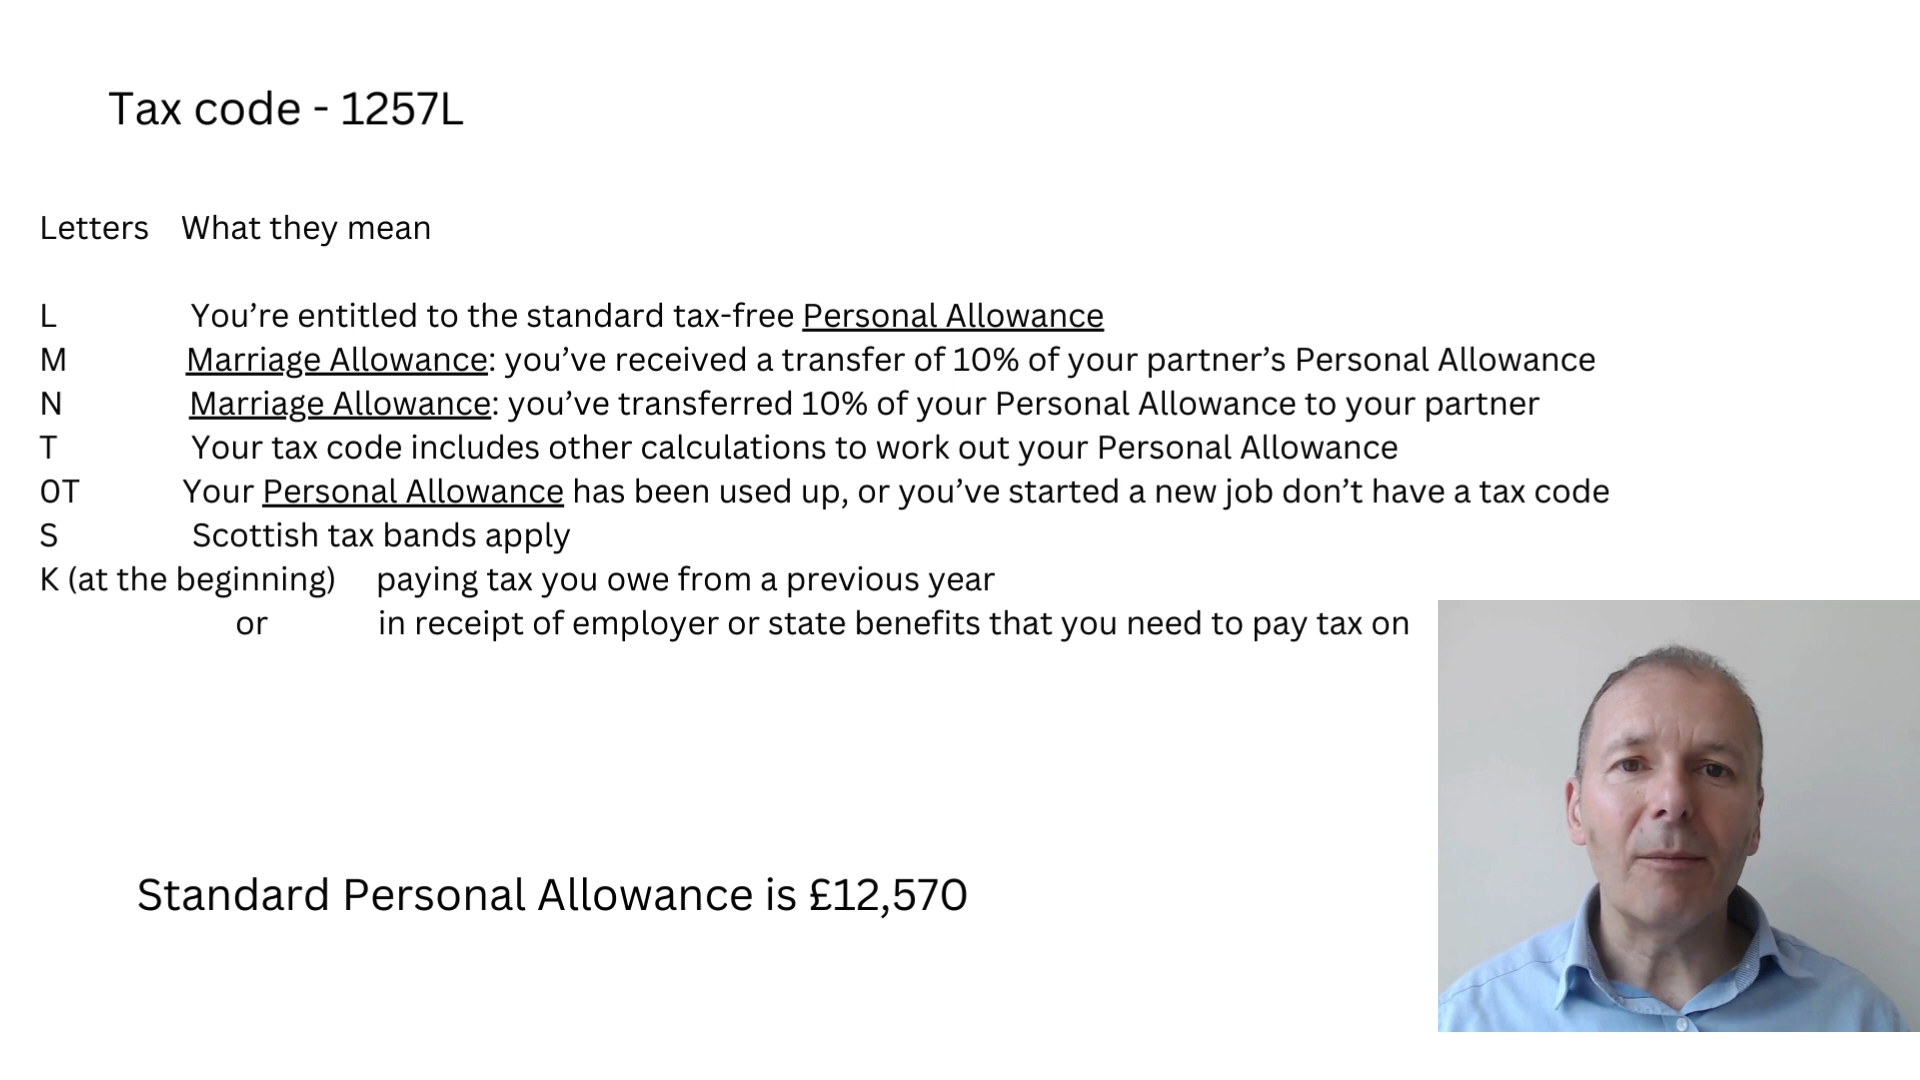 Tax code - 1257L
Letters What they mean
L You’re entitled to the standard tax-free Personal Allowance
M Marriage Allowance: you’ve received a transfer of 10% of your partner’s Personal Allowance
N Marriage Allowance: you’ve transferred 10% of your Personal Allowance to your partner
T Your tax code includes other calculations to work out your Personal Allowance
0T Your Personal Allowance has been used up, or you’ve started a new job don’t have a tax code
S Scottish tax bands apply
K (at the beginning) paying tax you owe from a previous year
or in receipt of employer or state benefits that you need to pay tax on
Standard Personal Allowance is £12,570